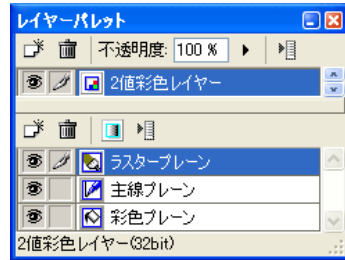 レイヤーパレット
不透明度: 100 %
2値彩色レイヤー
ラスタープレーン
主線プレーン
彩色プレーン
2値彩色レイヤー(32bit)